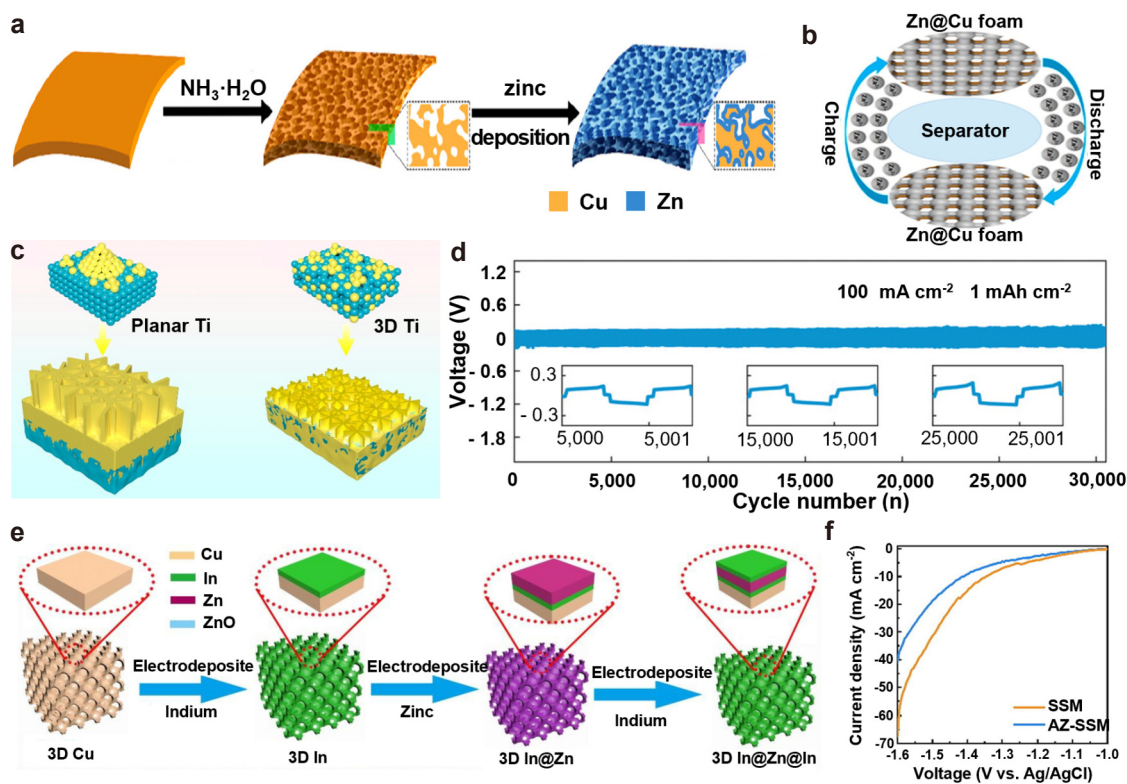 a
NH₃·H₂O
zinc
deposition
Cu
Zn
b
Zn@Cu foam
Charge
Separator
Discharge
Zn@Cu foam
c
Planar Ti
3D Ti
d
100 mA cm⁻² 1 mAh cm⁻²
Voltage (V)
1.2
0.6
0
- 0.6
- 1.2
- 1.8
0.3
- 0.3
5,000 5,001
15,000 15,001
25,000 25,001
0 5,000 10,000 15,000 20,000 25,000 30,000
Cycle number (n)
e
Cu
In
Zn
ZnO
Electrodeposite
Indium
Electrodeposite
Zinc
Electrodeposite
Indium
3D Cu
3D In
3D In@Zn
3D In@Zn@In
f
Current density (mA cm⁻²)
0
-10
-20
-30
-40
-50
-60
-70
SSM
AZ-SSM
-1.6 -1.5 -1.4 -1.3 -1.2 -1.1 -1.0
Voltage (V vs. Ag/AgCl)